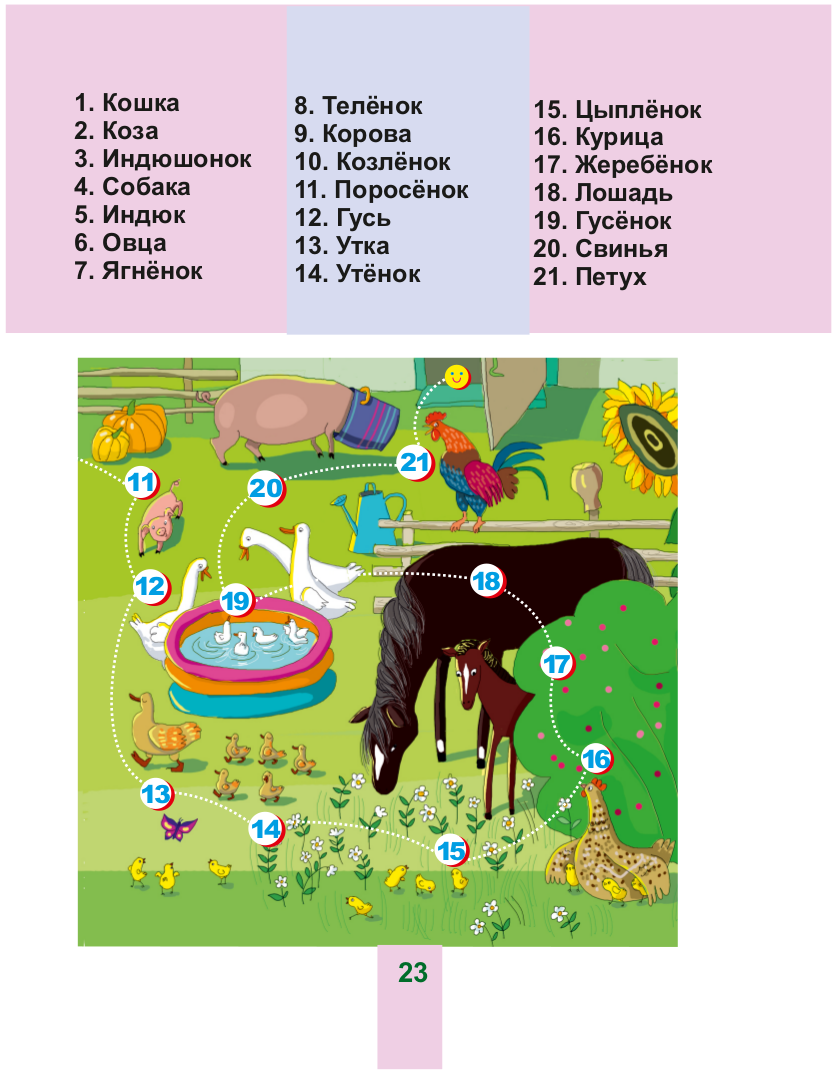 1. Кошка
2. Коза
3. Индюшонок
4. Собака
5. Индюк
6. Овца
7. Ягнёнок
8. Телёнок
9. Корова
10. Козлёнок
11. Поросёнок
12. Гусь
13. Утка
14. Утёнок
15. Цыплёнок
16. Курица
17. Жеребёнок
18. Лошадь
19. Гусёнок
20. Свинья
21. Петух
21
11
20
18
12
19
17
16
13
14
15
23